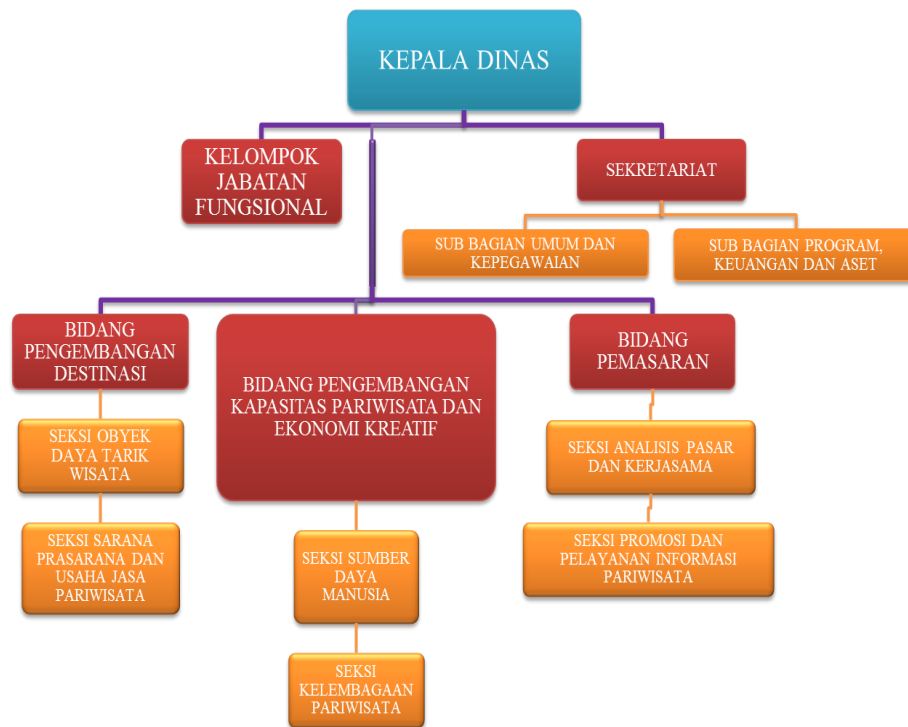 KEPALA DINAS
KELOMPOK
JABATAN
FUNGSIONAL
SEKRETARIAT
SUB BAGIAN UMUM DAN
KEPEGAWAIAN
SUB BAGIAN PROGRAM,
KEUANGAN DAN ASET
BIDANG
PENGEMBANGAN
DESTINASI
BIDANG PENGEMBANGAN
KAPASITAS PARIWISATA DAN
EKONOMI KREATIF
BIDANG
PEMASARAN
SEKSI OBYEK
DAYA TARIK
WISATA
SEKSI SARANA
PRASARANA DAN
USAHA JASA
PARIWISATA
SEKSI SUMBER
DAYA
MANUSIA
SEKSI
KELEMBAGAAN
PARIWISATA
SEKSI ANALISIS PASAR
DAN KERJASAMA
SEKSI PROMOSI DAN
PELAYANAN INFORMASI
PARIWISATA